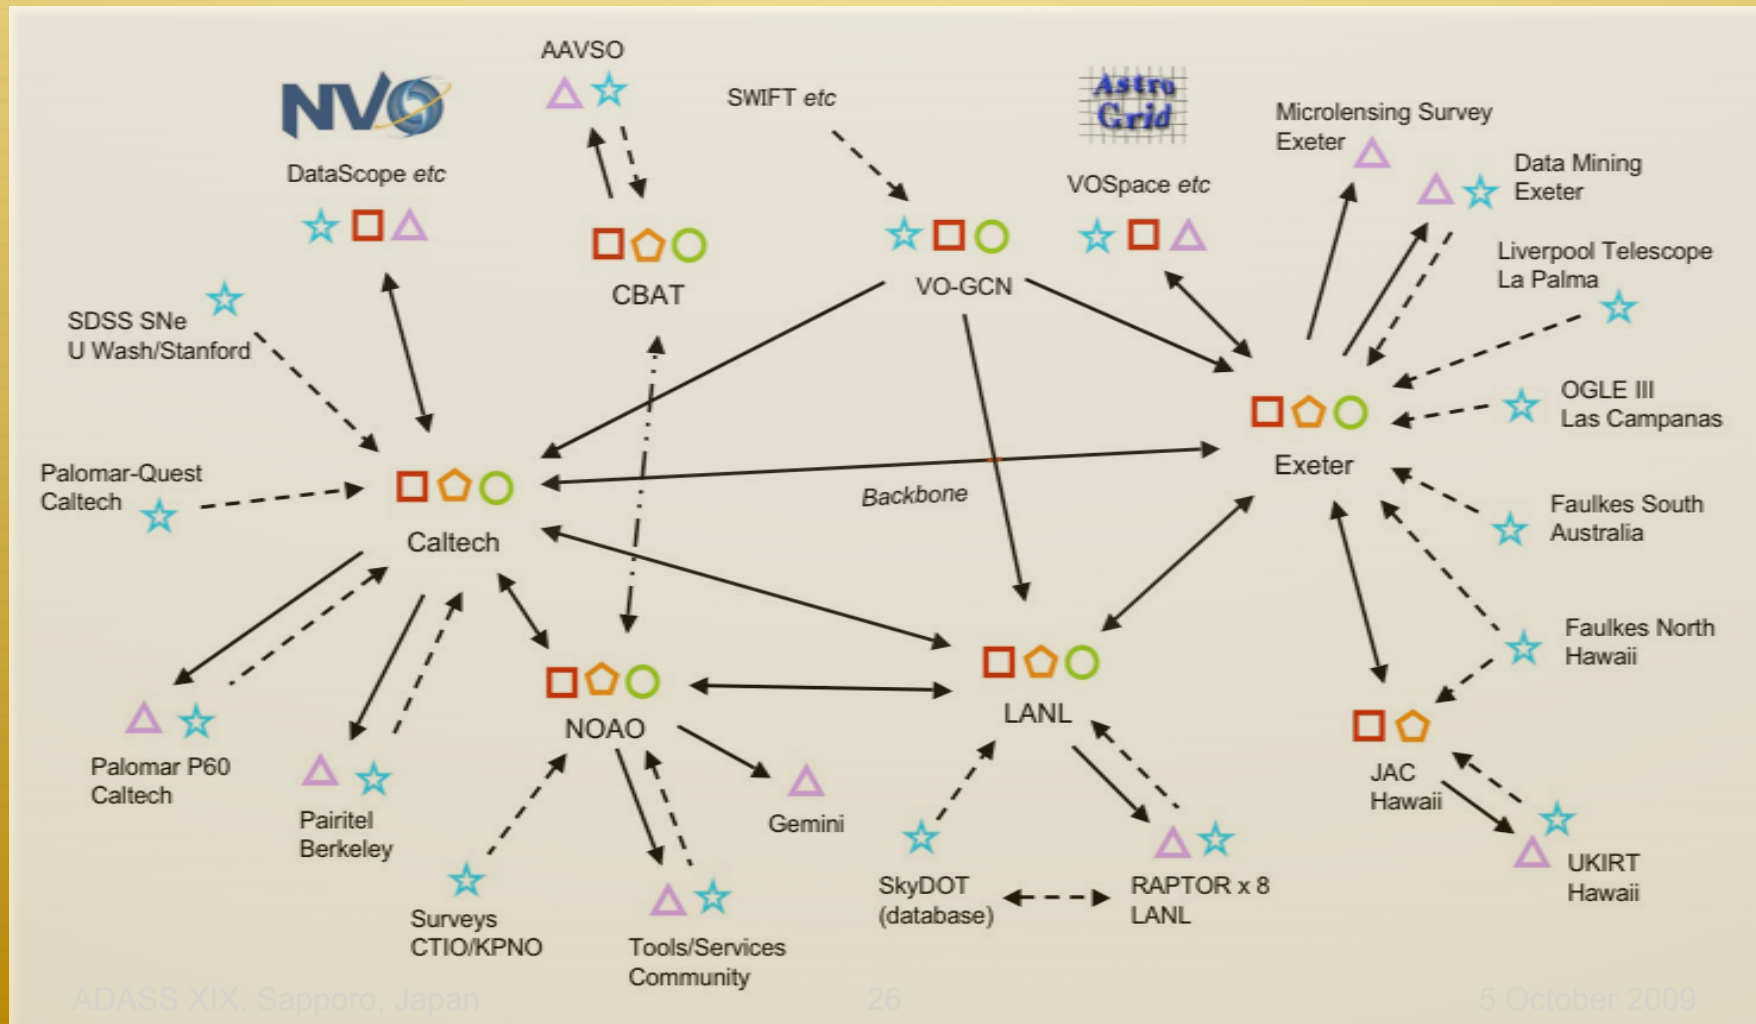 AAVSO
NVO
SWIFT etc
Astro
Grid
Microlensing Survey
Exeter
Data Mining
Exeter
DataScope etc
VOSpace etc
Liverpool Telescope
La Palma
CBAT
VO-GCN
SDSS SNe
U Wash/Stanford
OGLE III
Las Campanas
Exeter
Palomar-Quest
Caltech
Backbone
Faulkes South
Australia
Caltech
Faulkes North
Hawaii
LANL
NOAO
JAC
Hawaii
Palomar P60
Caltech
Pairitel
Berkeley
Gemini
UKIRT
Hawaii
SkyDOT
(database)
RAPTOR x 8
LANL
Surveys
CTIO/KPNO
Tools/Services
Community
ADASS XIX, Sapporo, Japan
26
5 October 2009